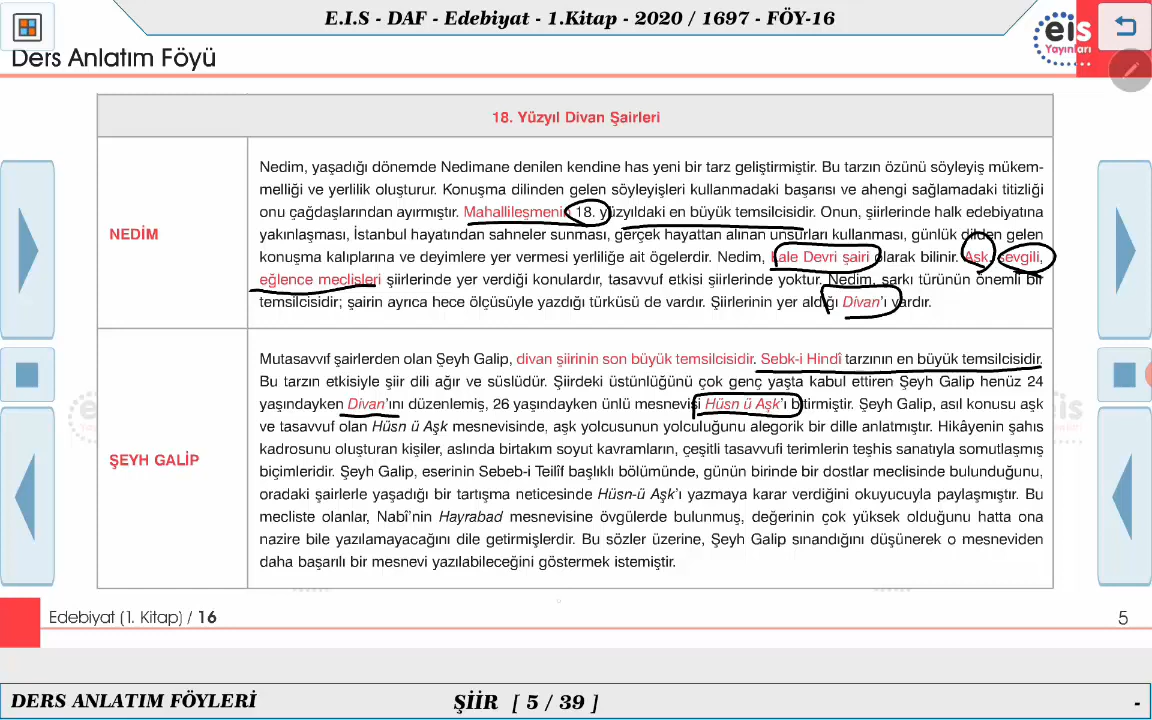 E.I.S - DAF - Edebiyat - 1.Kitap - 2020 / 1697 - FÖY-16
Ders Anlatım Föyü
eis
Yayınları
18. Yüzyıl Divan Şairleri
NEDİM
Nedim, yaşadığı dönemde Nedimane denilen kendine has yeni bir tarz geliştirmiştir. Bu tarzın özünü söyleyiş mükem-
melliği ve yerlilik oluşturur. Konuşma dilinden gelen söyleyişleri kullanmadaki başarısı ve ahengi sağlamadaki titizliği
onu çağdaşlarından ayırmıştır. Mahallileşmenin 18. yüzyıldaki en büyük temsilcisidir. Onun, şiirlerinde halk edebiyatına
yakınlaşması, İstanbul hayatından sahneler sunması, gerçek hayattan alınan unsurları kullanması, günlük dilden gelen
konuşma kalıplarına ve deyimlere yer vermesi yerliliğe ait ögelerdir. Nedim, Lale Devri şairi olarak bilinir. Aşk, sevgili,
eğlence meclisleri şiirlerinde yer verdiği konulardır, tasavvuf etkisi şiirlerinde yoktur. Nedim, şarkı türünün önemli bir
temsilcisidir; şairin ayrıca hece ölçüsüyle yazdığı türküsü de vardır. Şiirlerinin yer aldığı Divan'ı vardır.
ŞEYH GALİP
Mutasavvıf şairlerden olan Şeyh Galip, divan şiirinin son büyük temsilcisidir. Sebk-i Hindî tarzının en büyük temsilcisidir.
Bu tarzın etkisiyle şiir dili ağır ve süslüdür. Şiirdeki üstünlüğünü çok genç yaşta kabul ettiren Şeyh Galip henüz 24
yaşındayken Divan'ını düzenlemiş, 26 yaşındayken ünlü mesnevisi Hüsn ü Aşk'ı bitirmiştir. Şeyh Galip, asıl konusu aşk
ve tasavvuf olan Hüsn ü Aşk mesnevisinde, aşk yolcusunun yolculuğunu alegorik bir dille anlatmıştır. Hikâyenin şahıs
kadrosunu oluşturan kişiler, aslında birtakım soyut kavramların, çeşitli tasavvufi terimlerin teşhis sanatıyla somutlaşmış
biçimleridir. Şeyh Galip, eserinin Sebeb-i Teilîf başlıklı bölümünde, günün birinde bir dostlar meclisinde bulunduğunu,
oradaki şairlerle yaşadığı bir tartışma neticesinde Hüsn-ü Aşk'ı yazmaya karar verdiğini okuyucuyla paylaşmıştır. Bu
mecliste olanlar, Nabî'nin Hayrabad mesnevisine övgülerde bulunmuş, değerinin çok yüksek olduğunu hatta ona
nazire bile yazılamayacağını dile getirmişlerdir. Bu sözler üzerine, Şeyh Galip sınandığını düşünerek o mesneviden
daha başarılı bir mesnevi yazılabileceğini göstermek istemiştir.
Edebiyat (1. Kitap) / 16
5
DERS ANLATIM FÖYLERİ
ŞİİR [ 5 / 39 ]
-